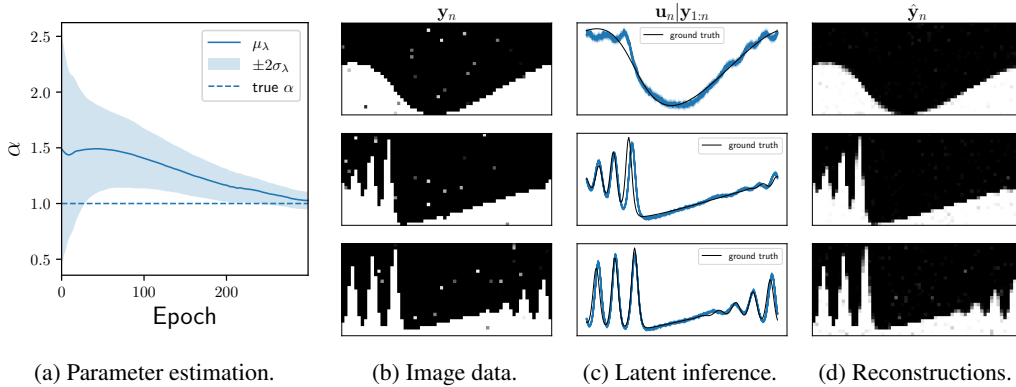 2.5
2.0
1.5
1.0
0.5
α
μλ
±2σλ
true α
0
100
200
Epoch
(a) Parameter estimation.
yₙ
(b) Image data.
uₙ|y₁:ₙ
ground truth
ground truth
ground truth
(c) Latent inference.
ŷₙ
(d) Reconstructions.